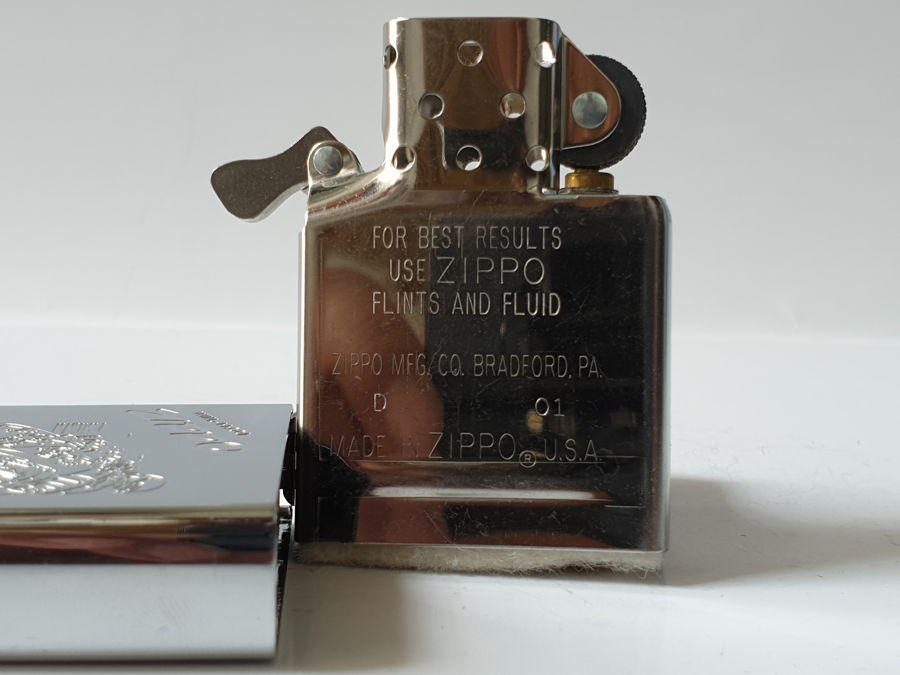 FOR BEST RESULTS
USE ZIPPO
FLINTS AND FLUID
ZIPPO MFG. CO. BRADFORD, PA.
D 01
MADE IN ZIPPO® U.S.A.